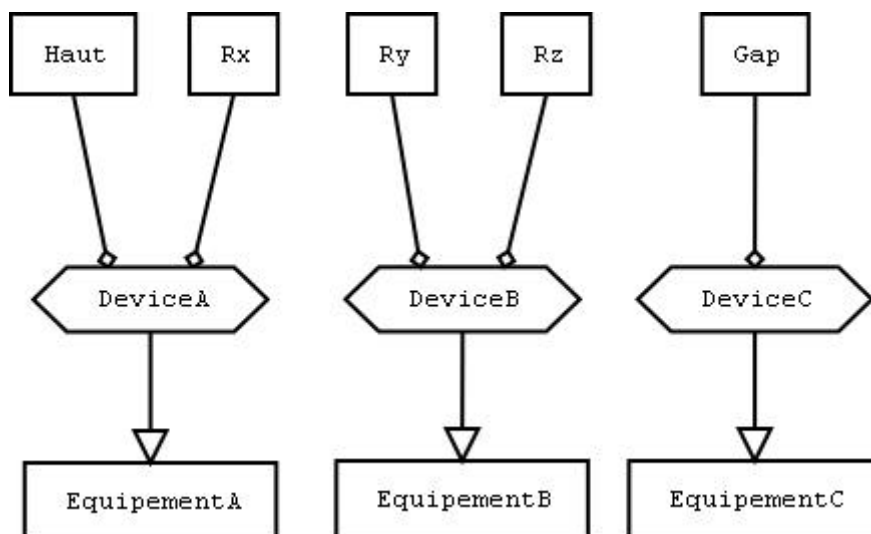 Haut Rx Ry Rz Gap
DeviceA DeviceB DeviceC
EquipementA EquipementB EquipementC